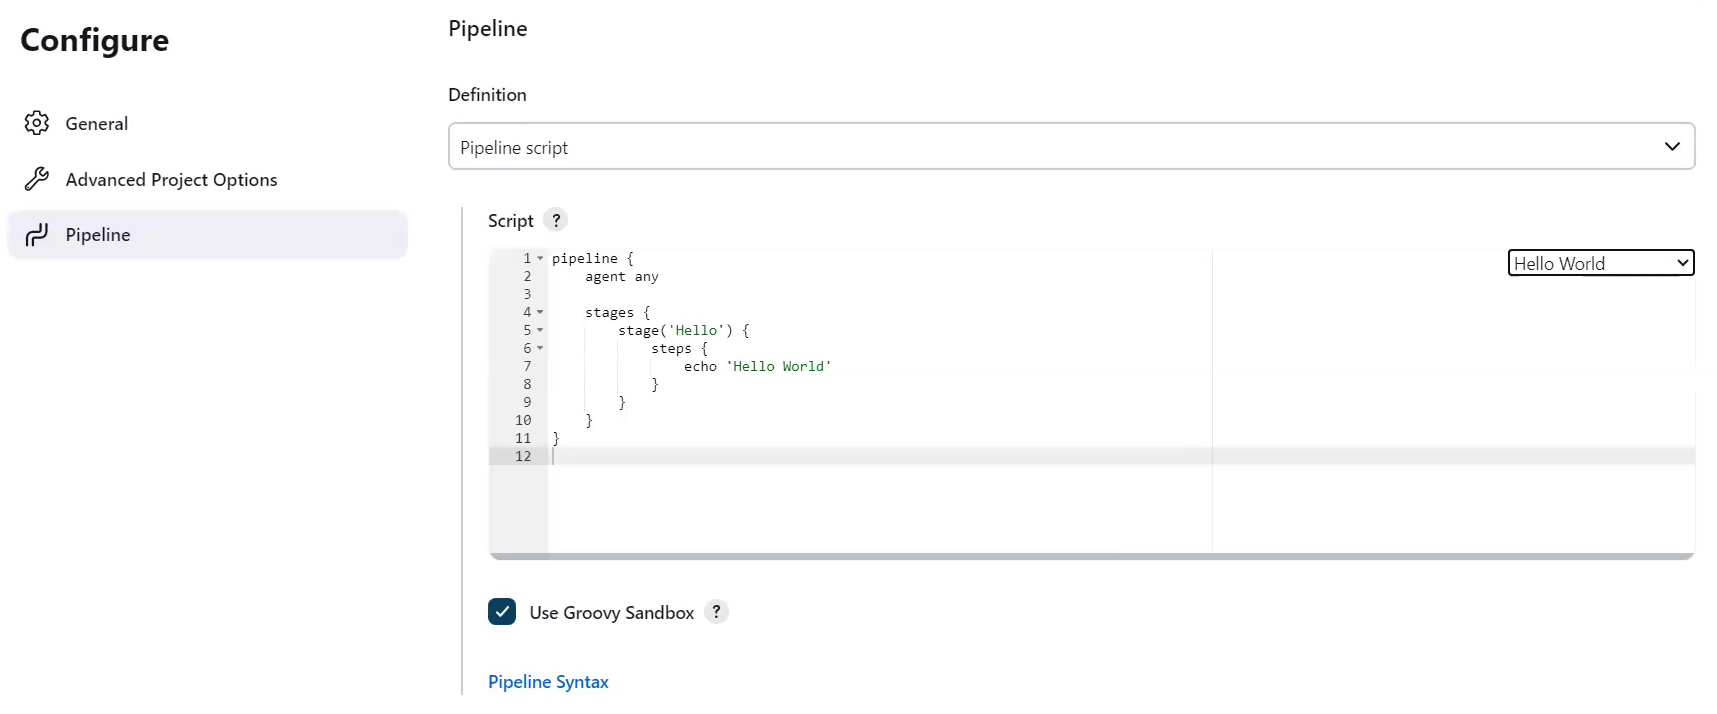 Configure
General
Advanced Project Options
Pipeline
Pipeline
Definition
Pipeline script
Script ?
Hello World
1 pipeline {
2     agent any
3
4     stages {
5         stage('Hello') {
6             steps {
7                 echo 'Hello World'
8             }
9         }
10     }
11 }
12
Use Groovy Sandbox ?
Pipeline Syntax